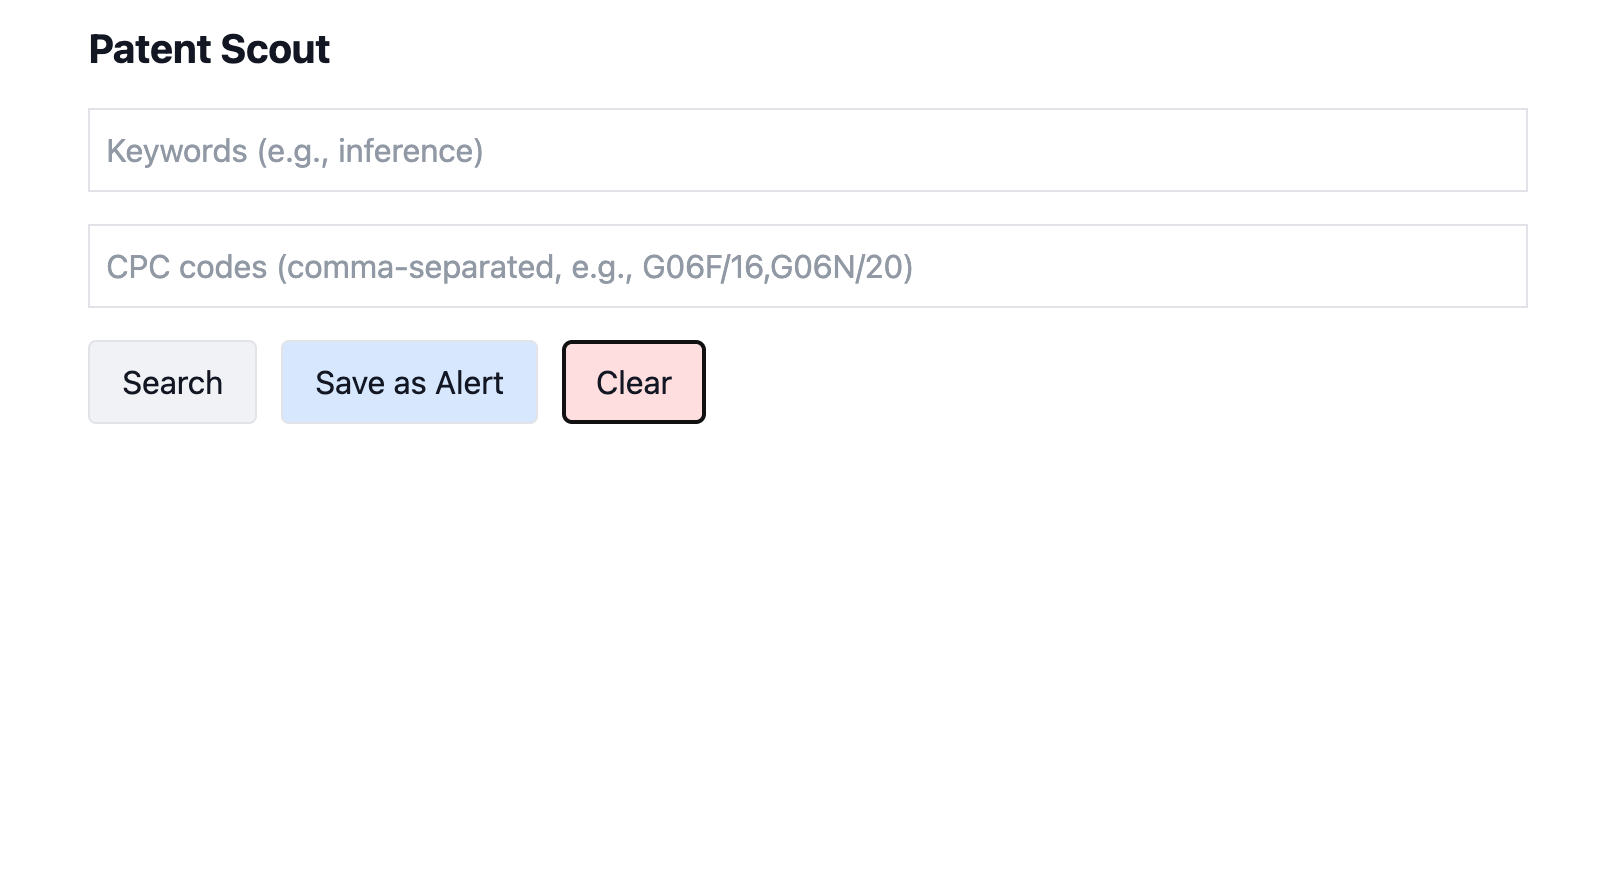 Patent Scout
Keywords (e.g., inference)
CPC codes (comma-separated, e.g., G06F/16,G06N/20)
Search
Save as Alert
Clear